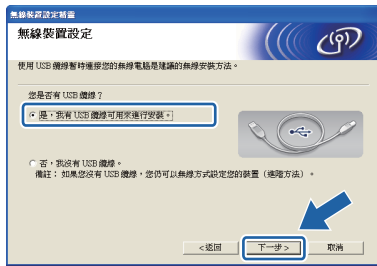 無線裝置設定精靈
無線裝置設定
使用 USB 纜線暫時連接您的無線電腦是建議的無線安裝方法。
您是否有 USB 纜線？
是，我有 USB 纜線可用來進行安裝。
否，我沒有 USB 纜線。
備註： 如果您沒有 USB 纜線，您仍可以無線方式設定您的裝置（進階方法）。
<返回
下一步>
取消